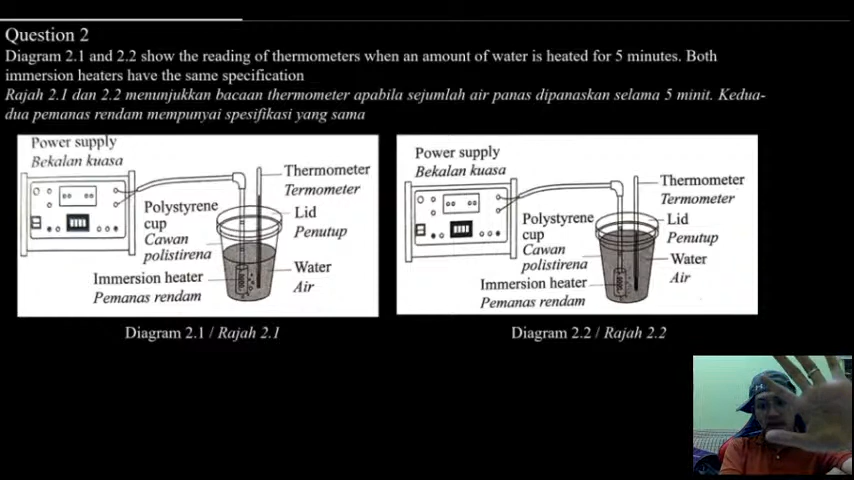 Question 2
Diagram 2.1 and 2.2 show the reading of thermometers when an amount of water is heated for 5 minutes. Both
immersion heaters have the same specification
Rajah 2.1 dan 2.2 menunjukkan bacaan thermometer apabila sejumlah air panas dipanaskan selama 5 minit. Kedua-
dua pemanas rendam mempunyai spesifikasi yang sama
Power supply
Bekalan kuasa
Thermometer
Termometer
Polystyrene
cup
Cawan
polistirena
Lid
Penutup
Immersion heater
Pemanas rendam
Water
Air
Diagram 2.1 / Rajah 2.1
Power supply
Bekalan kuasa
Thermometer
Termometer
Polystyrene
cup
Cawan
polistirena
Lid
Penutup
Immersion heater
Pemanas rendam
Water
Air
Diagram 2.2 / Rajah 2.2